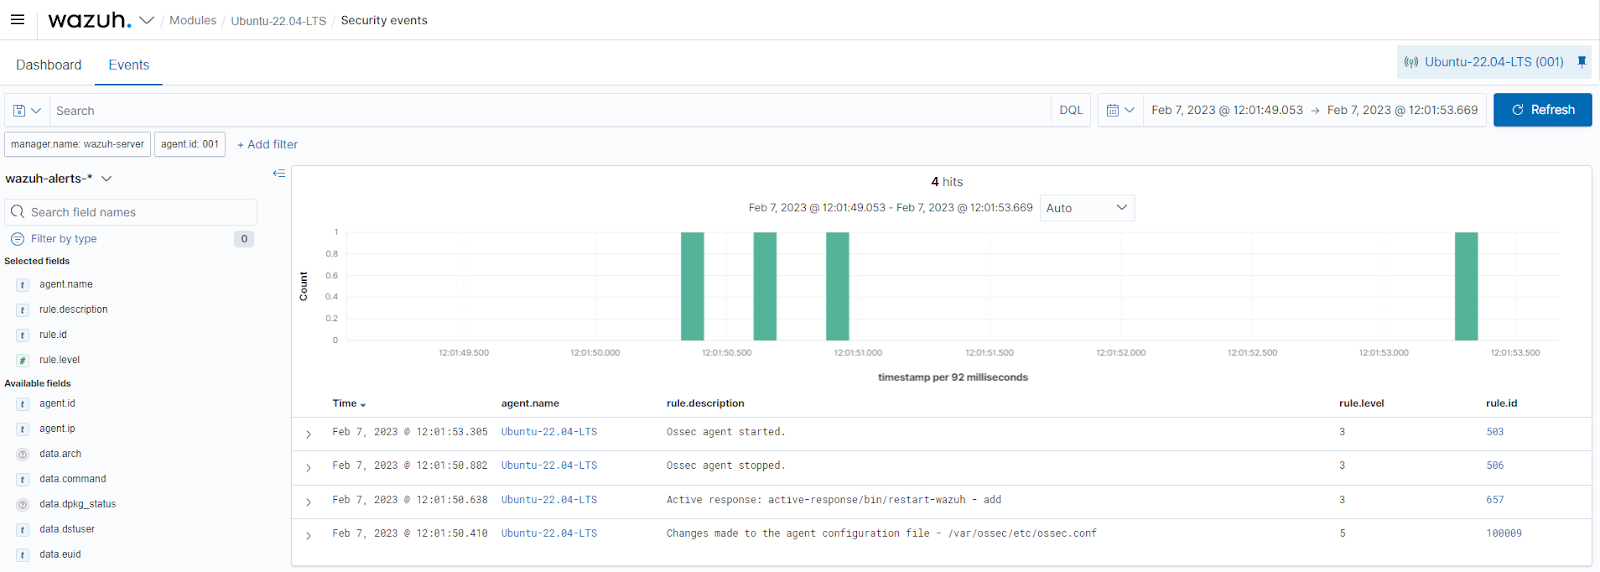 wazuh. / Modules / Ubuntu-22.04-LTS / Security events
Dashboard Events Ubuntu-22.04-LTS (001)
Search DQL Feb 7, 2023 @ 12:01:49.053 → Feb 7, 2023 @ 12:01:53.669 Refresh
manager.name: wazuh-server agent.id: 001 + Add filter
wazuh-alerts-*
Search field names
Filter by type 0
Selected fields
t agent.name
t rule.description
t rule.id
# rule.level
Available fields
t agent.id
t agent.ip
? data.arch
t data.command
? data.dpkg_status
t data.dstuser
t data.euid
4 hits
Feb 7, 2023 @ 12:01:49.053 - Feb 7, 2023 @ 12:01:53.669 Auto
Count
1
0.8
0.6
0.4
0.2
0
12:01:49.500 12:01:50.000 12:01:50.500 12:01:51.000 12:01:51.500 12:01:52.000 12:01:52.500 12:01:53.000 12:01:53.500
timestamp per 92 milliseconds
Time agent.name rule.description rule.level rule.id
Feb 7, 2023 @ 12:01:53.305 Ubuntu-22.04-LTS Ossec agent started. 3 503
Feb 7, 2023 @ 12:01:50.882 Ubuntu-22.04-LTS Ossec agent stopped. 3 506
Feb 7, 2023 @ 12:01:50.638 Ubuntu-22.04-LTS Active response: active-response/bin/restart-wazuh - add 3 657
Feb 7, 2023 @ 12:01:50.410 Ubuntu-22.04-LTS Changes made to the agent configuration file - /var/ossec/etc/ossec.conf 5 100009